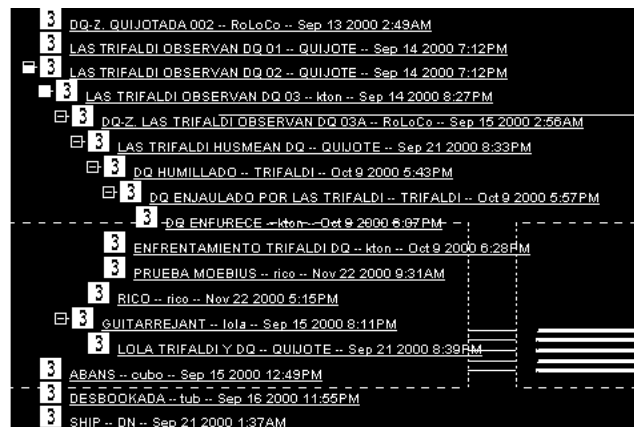 3 DQ-Z. QUIJOTADA 002 -- RoLoCo -- Sep 13 2000 2:49AM
3 LAS TRIFALDI OBSERVAN DQ 01 -- QUIJOTE -- Sep 14 2000 7:12PM
3 LAS TRIFALDI OBSERVAN DQ 02 -- QUIJOTE -- Sep 14 2000 7:12PM
3 LAS TRIFALDI OBSERVAN DQ 03 -- kton -- Sep 14 2000 8:27PM
3 DQ-Z. LAS TRIFALDI OBSERVAN DQ 03A -- RoLoCo -- Sep 15 2000 2:56AM
3 LAS TRIFALDI HUSMEAN DQ -- QUIJOTE -- Sep 21 2000 8:33PM
3 DQ HUMILLADO -- TRIFALDI -- Oct 9 2000 5:43PM
3 DQ ENJAULADO POR LAS TRIFALDI -- TRIFALDI -- Oct 9 2000 5:57PM
3 DQ ENFURECE -- kton -- Oct 9 2000 6:07PM
3 ENFRENTAMIENTO TRIFALDI DQ -- kton -- Oct 9 2000 6:28PM
3 PRUEBA MOEBIUS -- rico -- Nov 22 2000 9:31AM
3 RICO -- rico -- Nov 22 2000 5:15PM
3 GUITARREJANT -- lola -- Sep 15 2000 8:11PM
3 LOLA TRIFALDI Y DQ -- QUIJOTE -- Sep 21 2000 8:39PM
3 ABANS -- cubo -- Sep 15 2000 12:49PM
3 DESBOOKADA -- tub -- Sep 16 2000 11:55PM
3 SHIP -- DN -- Sep 21 2000 1:37AM